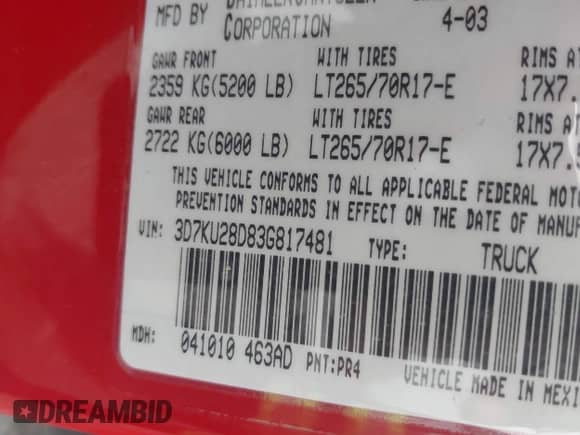 MFD BY
CORPORATION 4-03
GAWR FRONT WITH TIRES RIMS AT
2359 KG(5200 LB) LT265/70R17-E 17X7.
GAWR REAR WITH TIRES RIMS AT
2722 KG(6000 LB) LT265/70R17-E 17X7.
THIS VEHICLE CONFORMS TO ALL APPLICABLE FEDERAL MOTO
PREVENTION STANDARDS IN EFFECT ON THE DATE OF MANUF
VIN: 3D7KU28D83G817481 TYPE: TRUCK
MDH: 041010 463AD PNT:PR4 VEHICLE MADE IN MEXI
DREAMBID